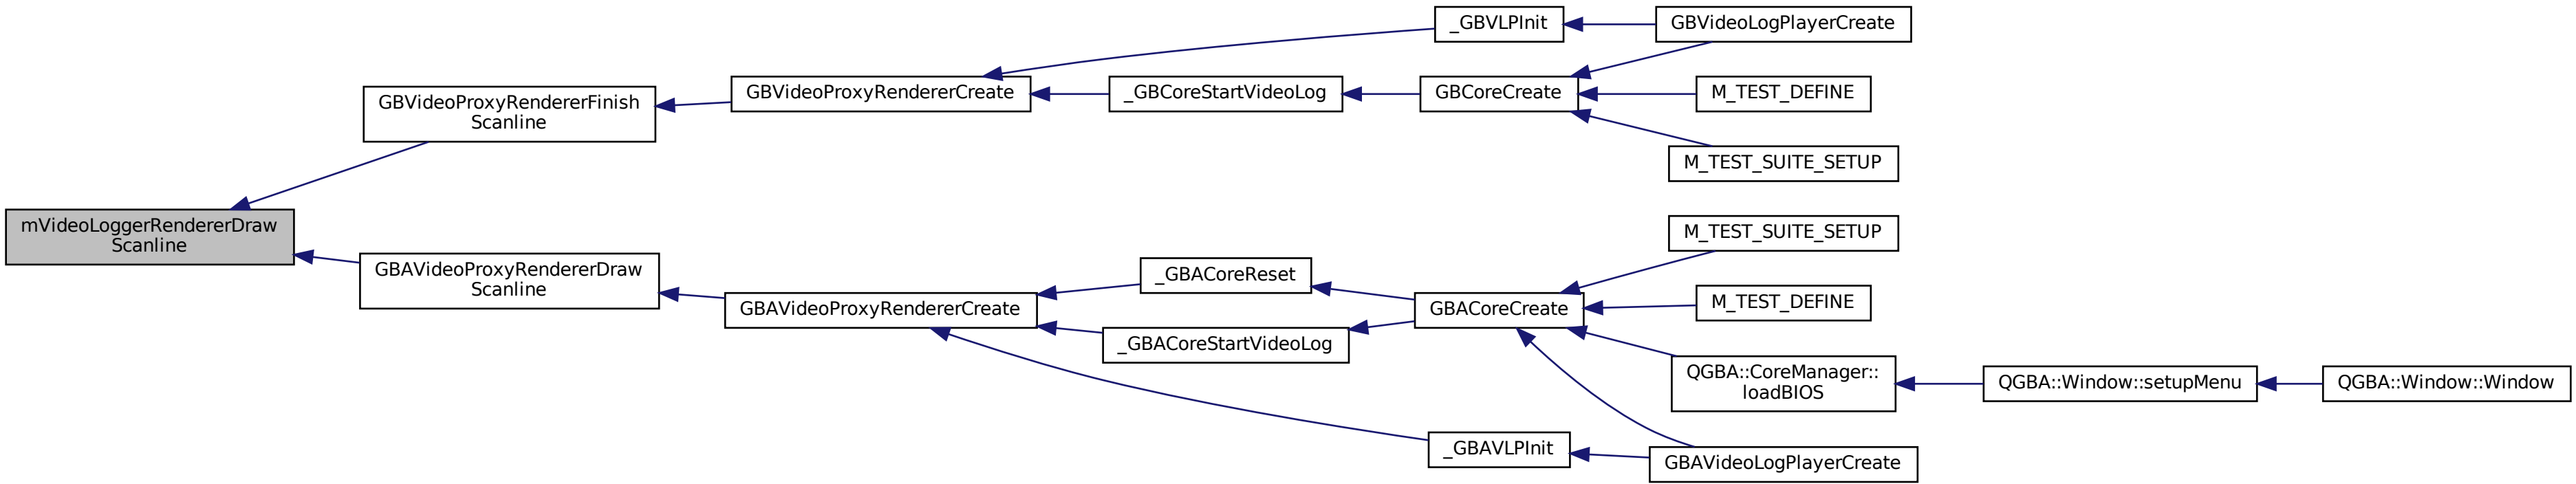 _GBVLPInit
GBVideoLogPlayerCreate
GBVideoProxyRendererFinish
Scanline
GBVideoProxyRendererCreate
_GBCoreStartVideoLog
GBCoreCreate
M_TEST_DEFINE
M_TEST_SUITE_SETUP
mVideoLoggerRendererDraw
Scanline
GBAVideoProxyRendererDraw
Scanline
GBAVideoProxyRendererCreate
_GBACoreReset
_GBACoreStartVideoLog
GBACoreCreate
M_TEST_SUITE_SETUP
M_TEST_DEFINE
QGBA::CoreManager::
loadBIOS
QGBA::Window::setupMenu
QGBA::Window::Window
_GBAVLPInit
GBAVideoLogPlayerCreate